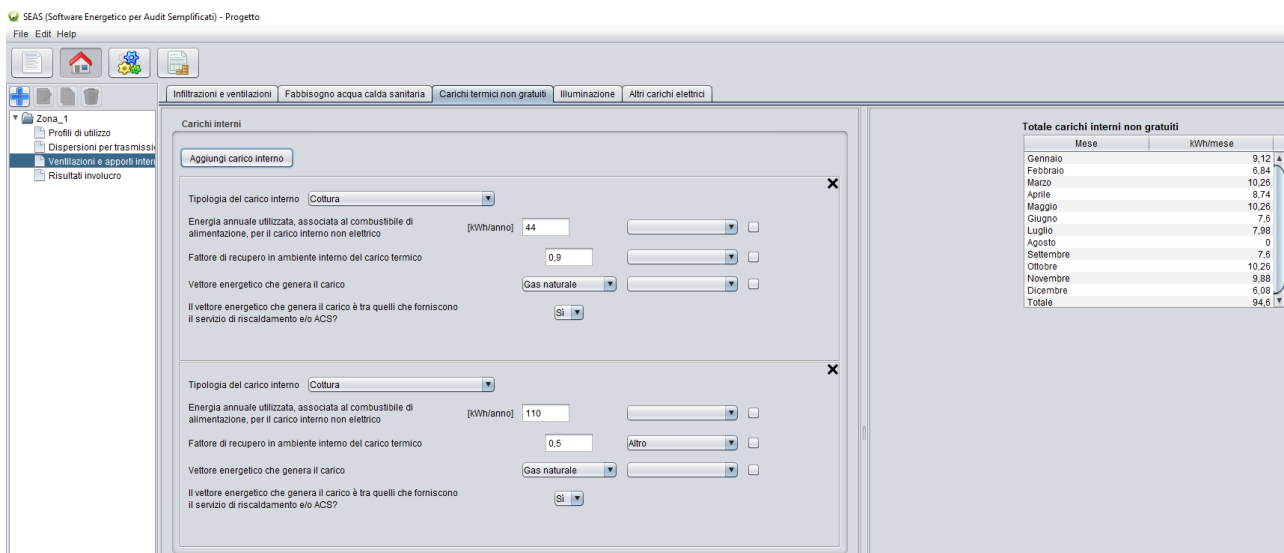 SEAS (Software Energetico per Audit Semplificati) - Progetto
File Edit Help
Infiltrazioni e ventilazioni Fabbisogno acqua calda sanitaria Carichi termici non gratuiti Illuminazione Altri carichi elettrici
Zona_1
Profili di utilizzo
Dispersioni per trasmissi
Ventilazioni e apporti inter
Risultati involucro
Carichi interni
Aggiungi carico interno
Tipologia del carico interno Cottura
Energia annuale utilizzata, associata al combustibile di
alimentazione, per il carico interno non elettrico
[kWh/anno] 44
Fattore di recupero in ambiente interno del carico termico 0,9
Vettore energetico che genera il carico Gas naturale
Il vettore energetico che genera il carico è tra quelli che forniscono
il servizio di riscaldamento e/o ACS?
Sì
Tipologia del carico interno Cottura
Energia annuale utilizzata, associata al combustibile di
alimentazione, per il carico interno non elettrico
[kWh/anno] 110
Fattore di recupero in ambiente interno del carico termico 0,5 Altro
Vettore energetico che genera il carico Gas naturale
Il vettore energetico che genera il carico è tra quelli che forniscono
il servizio di riscaldamento e/o ACS?
Sì
Totale carichi interni non gratuiti
Mese kWh/mese
Gennaio 9,12
Febbraio 6,84
Marzo 10,26
Aprile 8,74
Maggio 10,26
Giugno 7,6
Luglio 7,98
Agosto 0
Settembre 7,6
Ottobre 10,26
Novembre 9,88
Dicembre 6,08
Totale 94,6